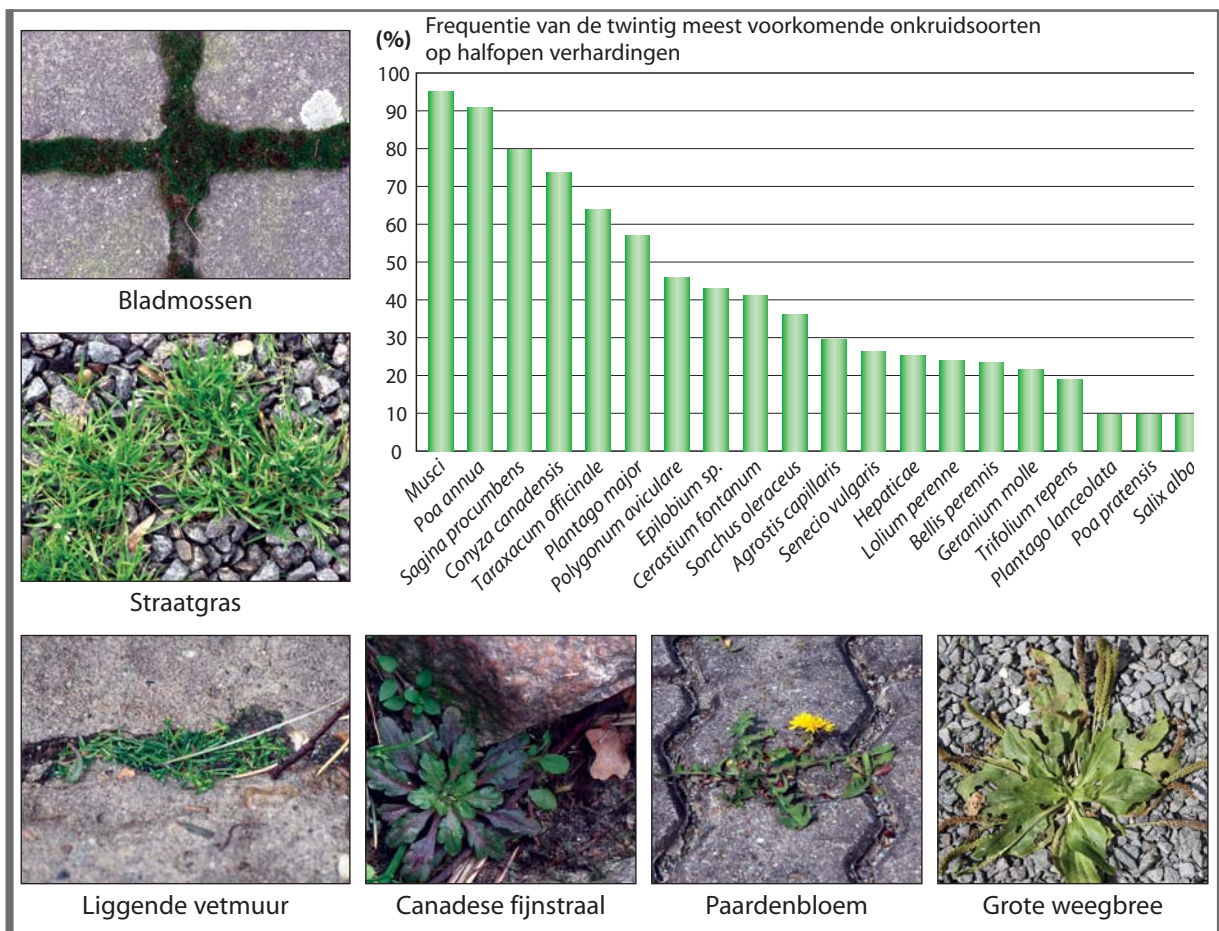 Frequentie van de twintig meest voorkomende onkruidsoorten
op halfopen verhardingen
(%)
100
90
80
70
60
50
40
30
20
10
0
Musci
Poa annua
Sagina procumbens
Conyza canadensis
Taraxacum officinale
Plantago major
Polygonum aviculare
Epilobium sp.
Cerastium fontanum
Sonchus oleraceus
Agrostis capillaris
Senecio vulgaris
Hepaticae
Lolium perenne
Bellis perennis
Geranium molle
Trifolium repens
Plantago lanceolata
Poa pratensis
Salix alba
Bladmossen
Straatgras
Liggende vetmuur
Canadese fijnstraal
Paardenbloem
Grote weegbree